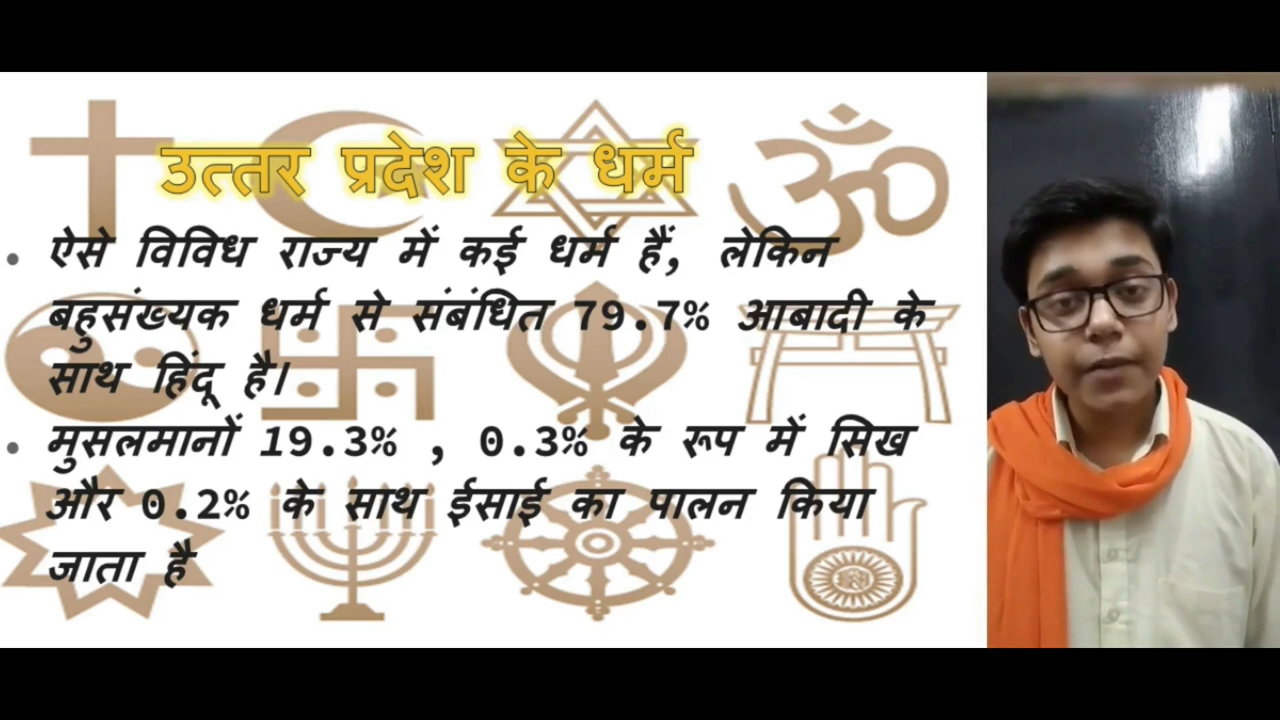 उत्तर प्रदेश के धर्म
ऐसे विविध राज्य में कई धर्म हैं, लेकिन
बहुसंख्यक धर्म से संबंधित 79.7% आबादी के
साथ हिंदू है।
मुसलमानों 19.3% , 0.3% के रूप में सिख
और 0.2% के साथ ईसाई का पालन किया
जाता है